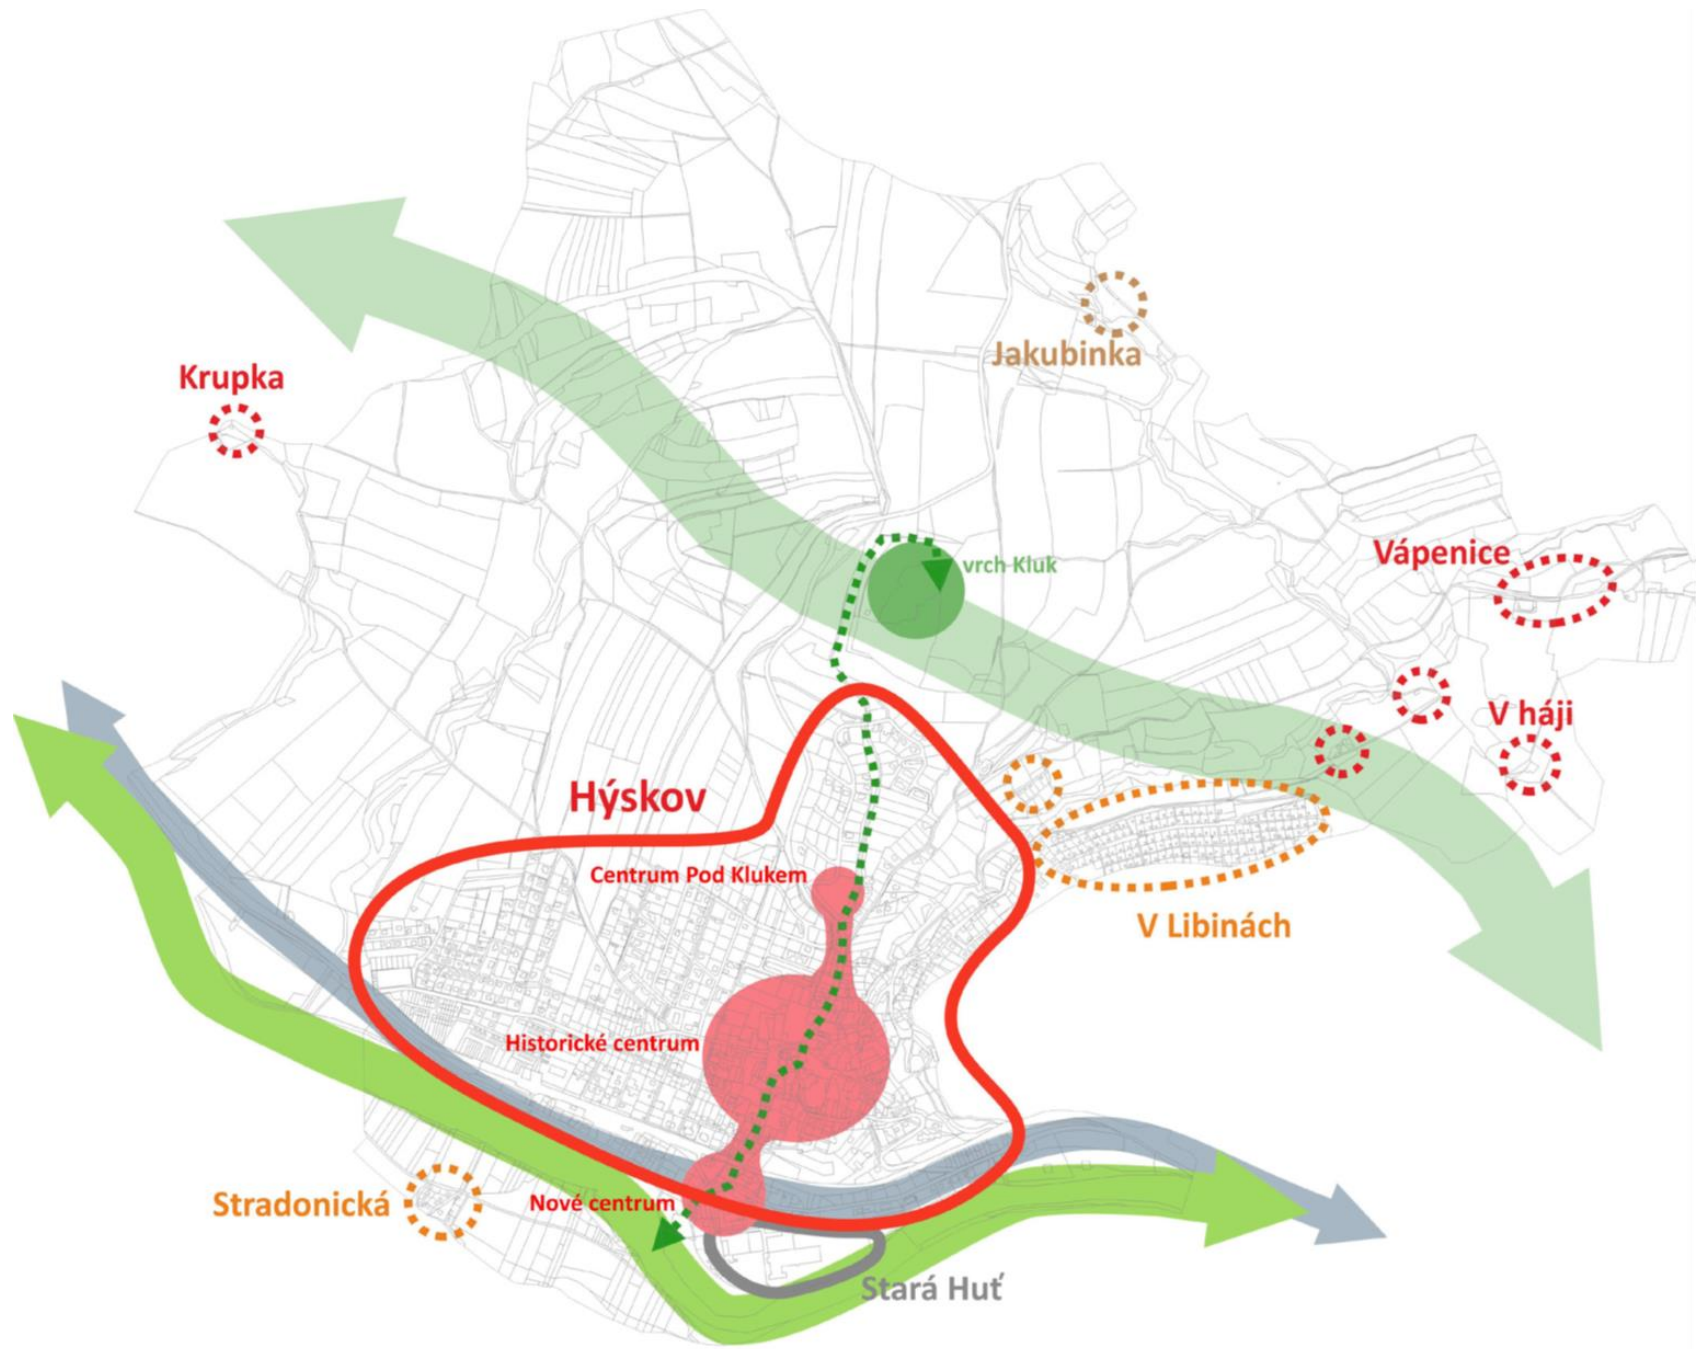 Jakubinka
Krupka
Vápenice
vrch Kluk
V háji
Hýskov
Centrum Pod Klukem
V Libinách
Historické centrum
Stradonická
Nové centrum
Stará Huť